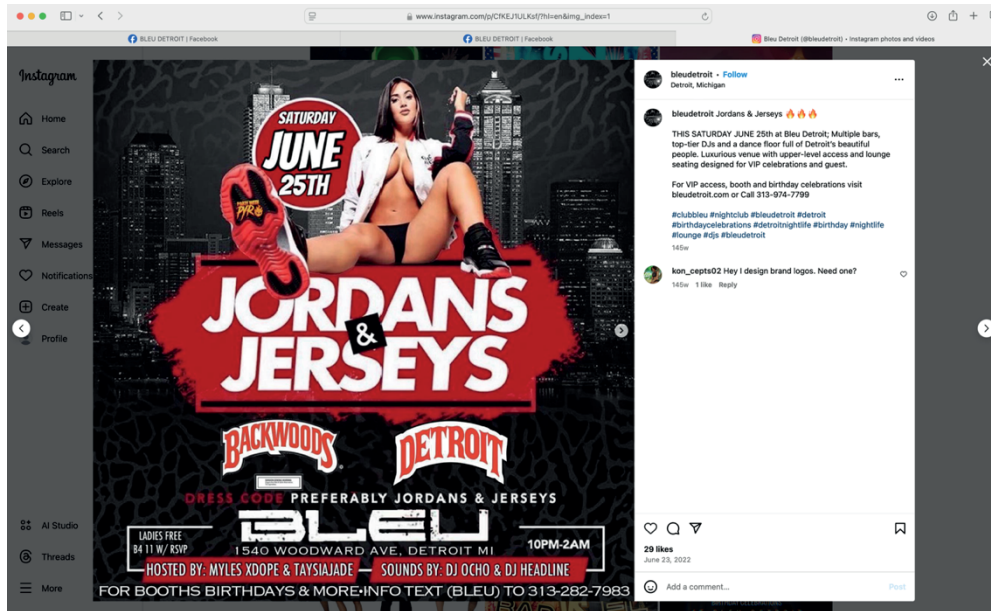 www.instagram.com/p/CfKEJ1ULKsf/?hl=en&img_index=1
BLEU DETROIT | Facebook
BLEU DETROIT | Facebook
Bleu Detroit (@bleudetroit) • Instagram photos and videos
Instagram
Home
Search
Explore
Reels
Messages
Notifications
Create
Profile
AI Studio
Threads
More
SATURDAY
JUNE
25TH
JORDANS
&
JERSEYS
BACKWOODS
DETROIT
DRESS CODE PREFERABLY JORDANS & JERSEYS
LADIES FREE
B4 11 W/ RSVP
BLEU
1540 WOODWARD AVE, DETROIT MI
10PM-2AM
HOSTED BY: MYLES XDOPE & TAYSIAJADE
SOUNDS BY: DJ OCHO & DJ HEADLINE
FOR BOOTHS BIRTHDAYS & MORE•INFO TEXT (BLEU) TO 313-282-7983
bleudetroit • Follow
Detroit, Michigan
bleudetroit Jordans & Jerseys 🔥🔥🔥
THIS SATURDAY JUNE 25th at Bleu Detroit; Multiple bars,
top-tier DJs and a dance floor full of Detroit's beautiful
people. Luxurious venue with upper-level access and lounge
seating designed for VIP celebrations and guest.
For VIP access, booth and birthday celebrations visit
bleudetroit.com or Call 313-974-7799
#clubbleu #nightclub #bleudetroit #detroit
#birthdaycelebrations #detroitnightlife #birthday #nightlife
#lounge #djs #bleudetroit
145w
kon_cepts02 Hey I design brand logos. Need one?
145w 1 like Reply
29 likes
June 23, 2022
Add a comment...
Post